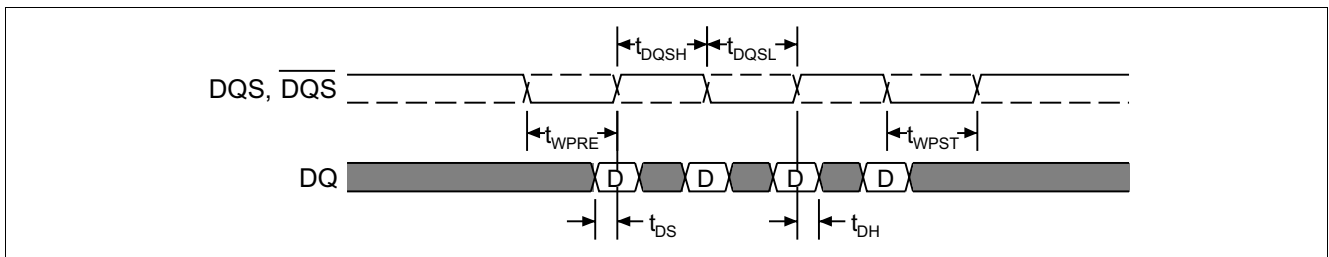 tDQSH tDQSL
DQS, DQS
tWPRE tWPST
DQ D D D D
tDS tDH